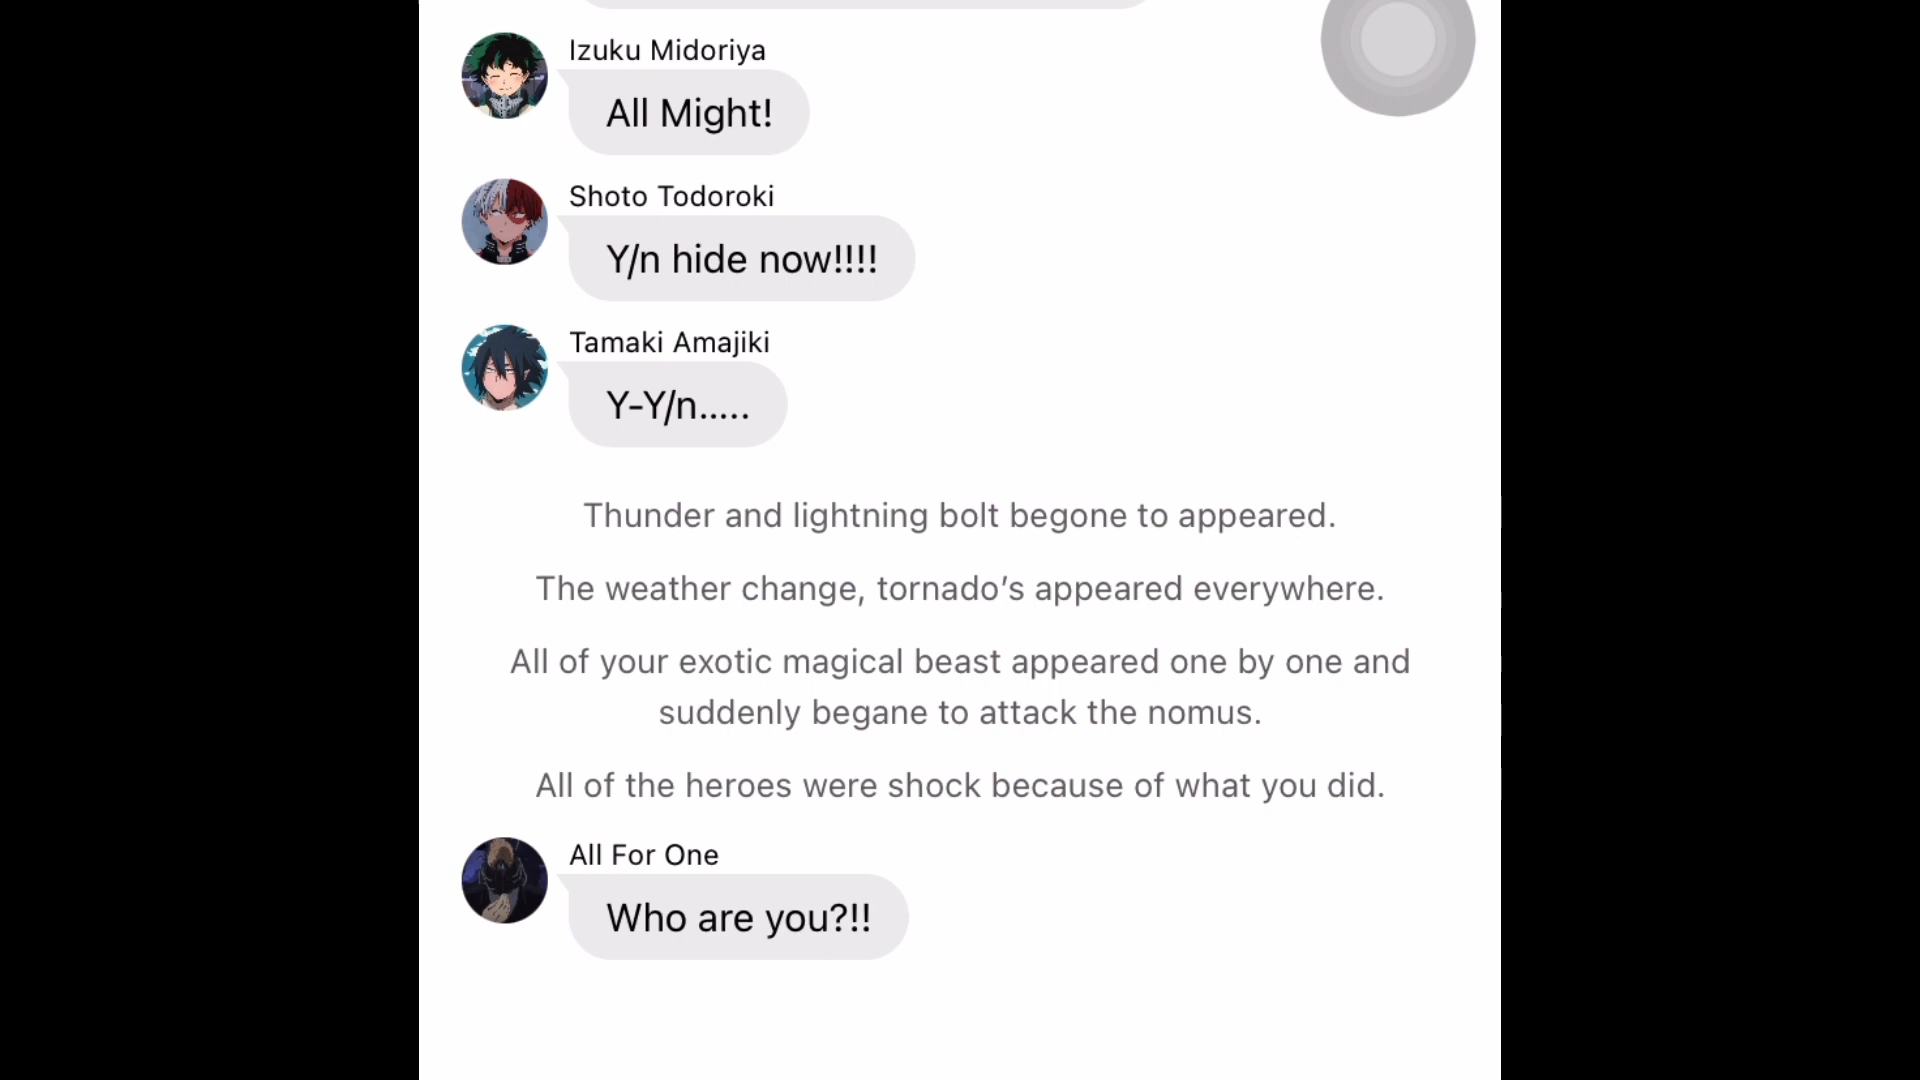 Izuku Midoriya
All Might!
Shoto Todoroki
Y/n hide now!!!!
Tamaki Amajiki
Y-Y/n.....
Thunder and lightning bolt begone to appeared.
The weather change, tornado’s appeared everywhere.
All of your exotic magical beast appeared one by one and
suddenly begane to attack the nomus.
All of the heroes were shock because of what you did.
All For One
Who are you?!!